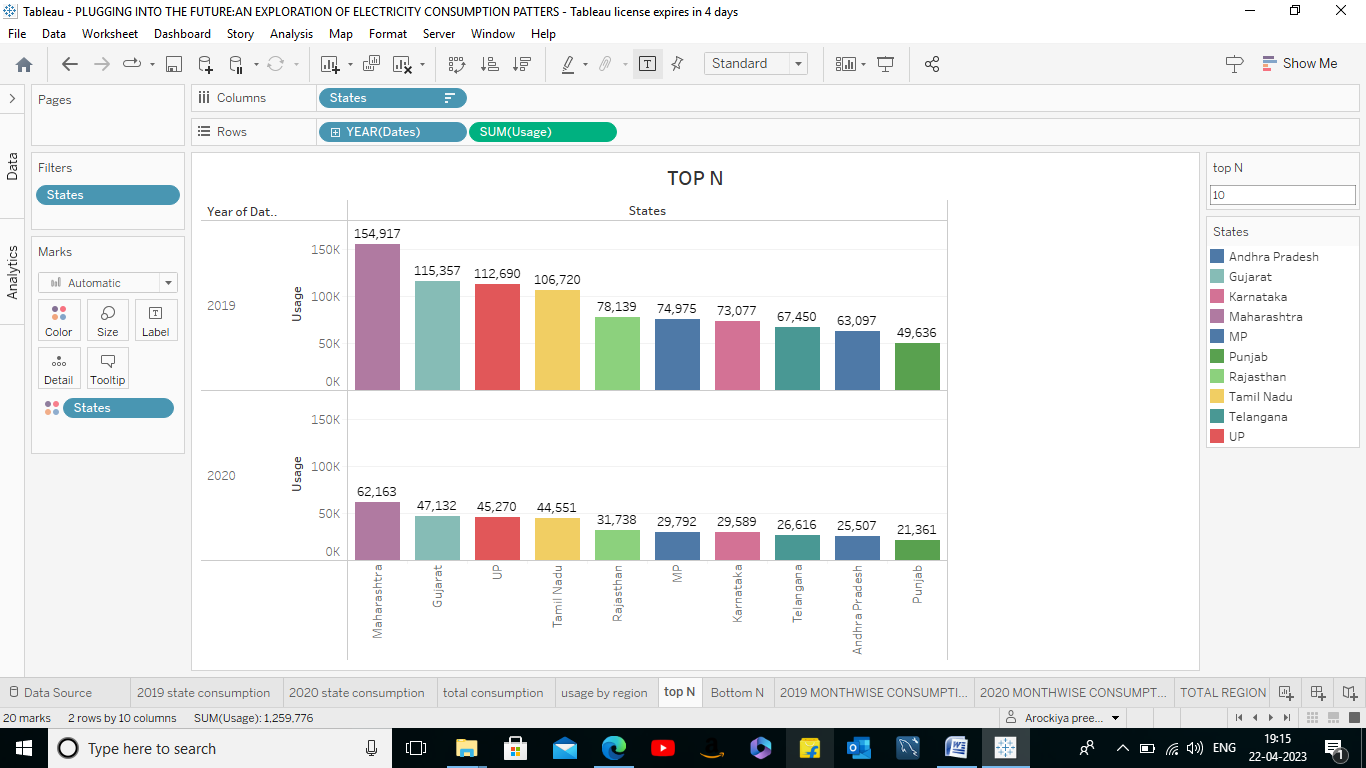 Tableau - PLUGGING INTO THE FUTURE:AN EXPLORATION OF ELECTRICITY CONSUMPTION PATTERS - Tableau license expires in 4 days
File Data Worksheet Dashboard Story Analysis Map Format Server Window Help
Standard
Show Me
Pages
Columns
States
Rows
YEAR(Dates)
SUM(Usage)
Data
Analytics
Filters
States
Marks
Automatic
Color Size Label
Detail Tooltip
States
TOP N
Year of Dat..
States
2019
Usage
150K
100K
50K
0K
154,917
115,357
112,690
106,720
78,139
74,975
73,077
67,450
63,097
49,636
2020
Usage
150K
100K
50K
0K
62,163
47,132
45,270
44,551
31,738
29,792
29,589
26,616
25,507
21,361
Maharashtra
Gujarat
UP
Tamil Nadu
Rajasthan
MP
Karnataka
Telangana
Andhra Pradesh
Punjab
top N
10
States
Andhra Pradesh
Gujarat
Karnataka
Maharashtra
MP
Punjab
Rajasthan
Tamil Nadu
Telangana
UP
Data Source 2019 state consumption 2020 state consumption total consumption usage by region top N Bottom N 2019 MONTHWISE CONSUMPTI... 2020 MONTHWISE CONSUMPT... TOTAL REGION
20 marks 2 rows by 10 columns SUM(Usage): 1,259,776
Arockiya pree...
Type here to search
ENG
19:15
22-04-2023
1